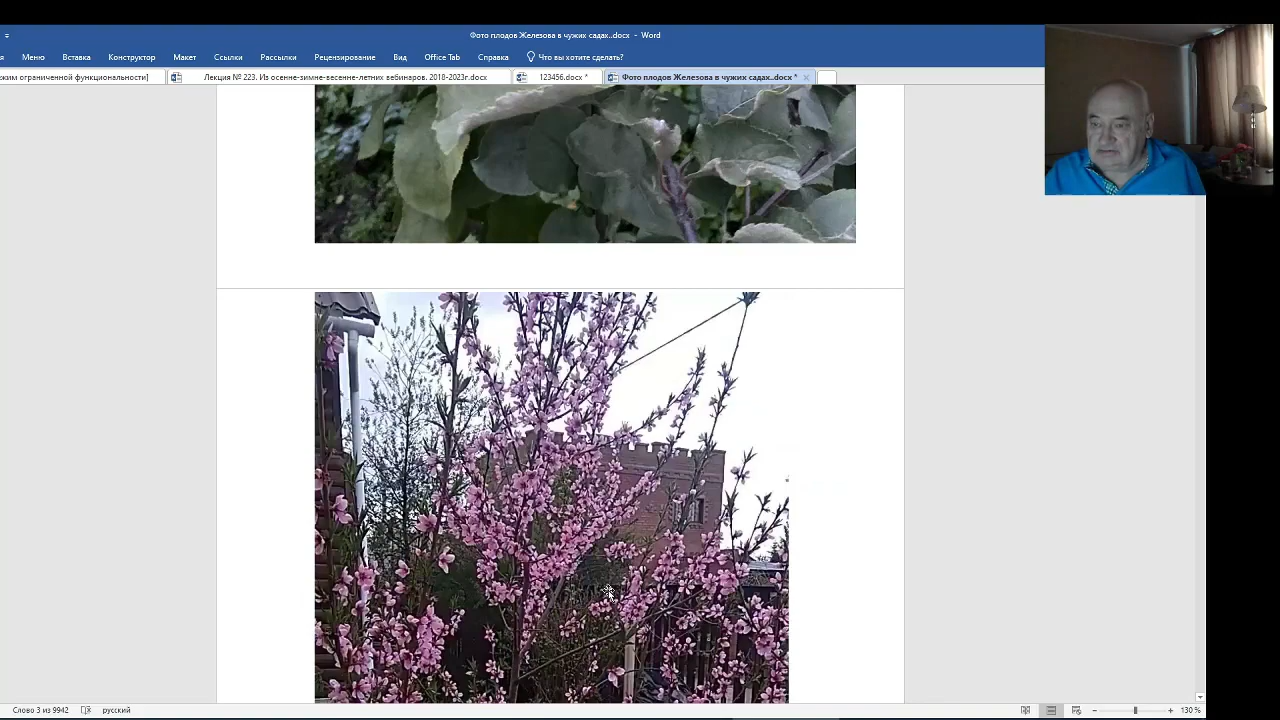 Фото плодов Железова в чужих садах..docx - Word
Меню Вставка Конструктор Макет Ссылки Рассылки Рецензирование Вид Office Tab Справка Что вы хотите сделать?
жим ограниченной функциональности] Лекция № 223. Из осенне-зимне-весенне-летних вебинаров. 2018-2023г.docx 123456.docx * Фото плодов Железова в чужих садах..docx *
Слово 3 из 9942 русский 130 %